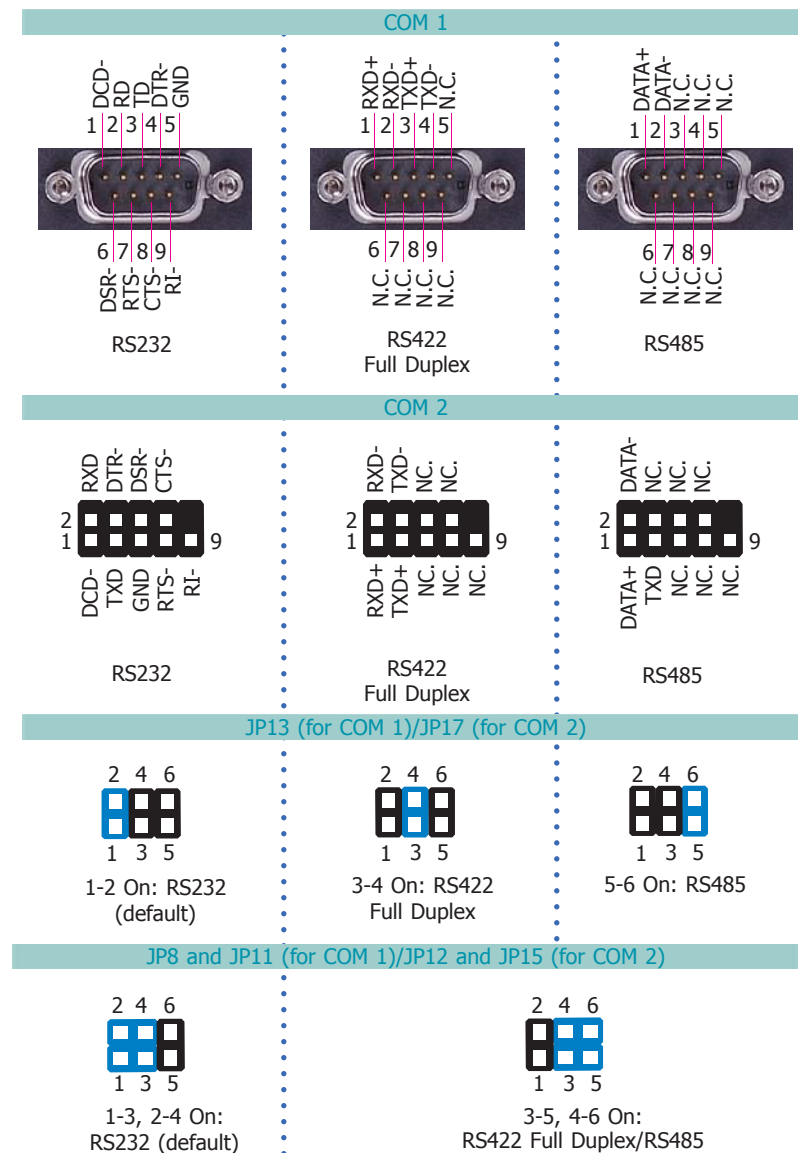 COM 1
DCD-
RD
TD
DTR-
GND
1 2 3 4 5
6 7 8 9
DSR-
RTS-
CTS-
RI-
RS232
RXD+
RXD-
TXD+
TXD-
N.C.
1 2 3 4 5
6 7 8 9
N.C.
N.C.
N.C.
N.C.
RS422
Full Duplex
DATA+
DATA-
N.C.
N.C.
N.C.
1 2 3 4 5
6 7 8 9
N.C.
N.C.
N.C.
N.C.
RS485
COM 2
RXD
DTR-
DSR-
CTS-
2
1 9
DCD-
TXD
GND
RTS-
RI-
RS232
RXD-
TXD-
NC.
NC.
2
1 9
RXD+
TXD+
NC.
NC.
NC.
RS422
Full Duplex
DATA-
NC.
NC.
NC.
2
1 9
DATA+
TXD
NC.
NC.
NC.
RS485
JP13 (for COM 1)/JP17 (for COM 2)
2 4 6
1 3 5
1-2 On: RS232
(default)
2 4 6
1 3 5
3-4 On: RS422
Full Duplex
2 4 6
1 3 5
5-6 On: RS485
JP8 and JP11 (for COM 1)/JP12 and JP15 (for COM 2)
2 4 6
1 3 5
1-3, 2-4 On:
RS232 (default)
2 4 6
1 3 5
3-5, 4-6 On:
RS422 Full Duplex/RS485